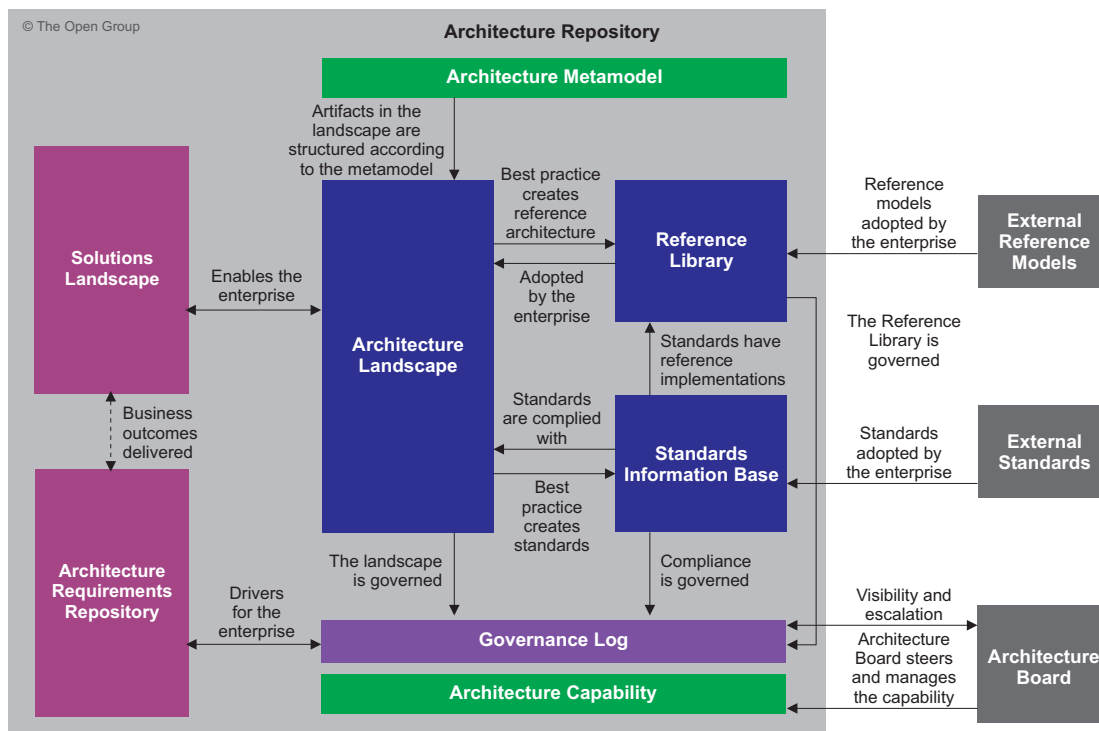 © The Open Group
Architecture Repository
Architecture Metamodel
Artifacts in the
landscape are
structured according
to the metamodel
Solutions
Landscape
Enables the
enterprise
Business
outcomes
delivered
Architecture
Requirements
Repository
Drivers
for the
enterprise
Architecture
Landscape
Best practice
creates
reference
architecture
Adopted
by the
enterprise
Reference
Library
Standards have
reference
implementations
Standards
are complied
with
Best
practice
creates
standards
Standards
Information Base
The landscape
is governed
Compliance
is governed
Governance Log
Architecture Capability
Reference
models
adopted by
the enterprise
External
Reference
Models
The Reference
Library is
governed
Standards
adopted by
the enterprise
External
Standards
Visibility and
escalation
Architecture
Board steers
and manages
the capability
Architecture
Board